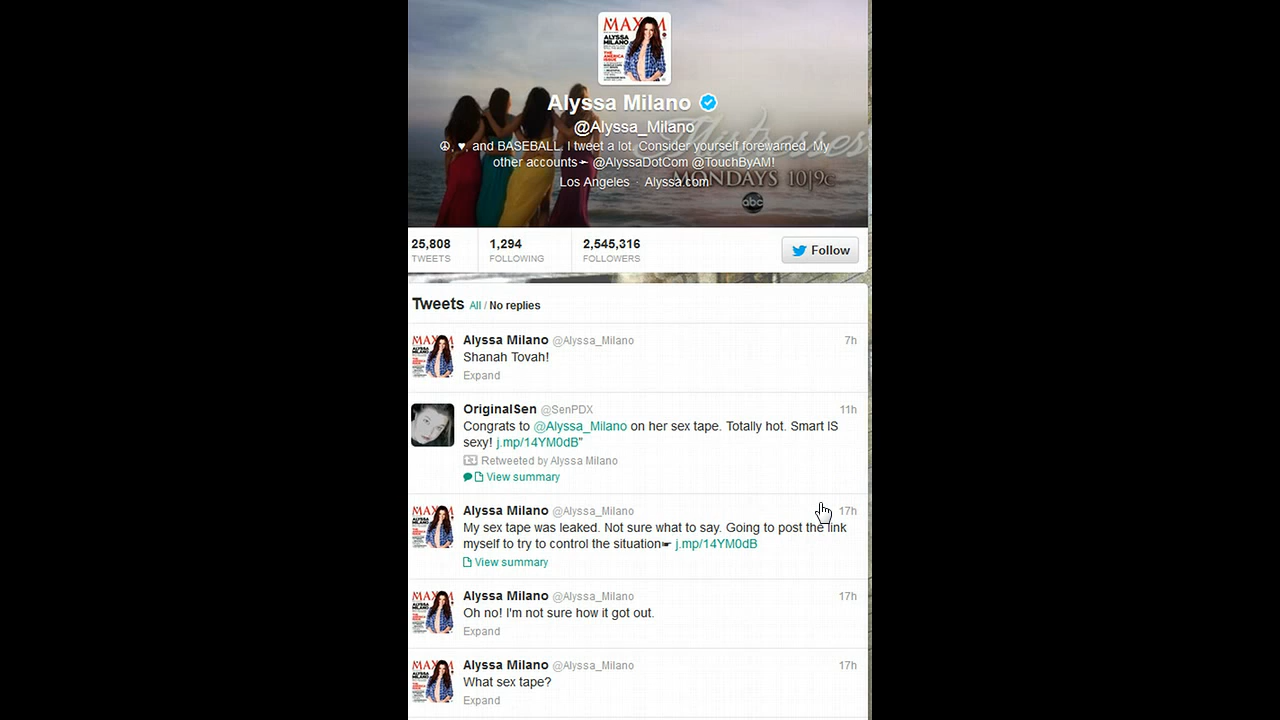 MAXIM
ALYSSA
MILANO
THE
AMERICA
ISSUE
Alyssa Milano
@Alyssa_Milano
Mistresses
☮, ♥, and BASEBALL. I tweet a lot. Consider yourself forewarned. My
other accounts➛ @AlyssaDotCom @TouchByAM!
MONDAYS 10|9c
Los Angeles · Alyssa.com
abc
25,808
TWEETS
1,294
FOLLOWING
2,545,316
FOLLOWERS
Follow
Tweets All / No replies
Alyssa Milano @Alyssa_Milano 7h
Shanah Tovah!
Expand
OriginalSen @SenPDX 11h
Congrats to @Alyssa_Milano on her sex tape. Totally hot. Smart IS
sexy! j.mp/14YM0dB"
Retweeted by Alyssa Milano
View summary
Alyssa Milano @Alyssa_Milano 17h
My sex tape was leaked. Not sure what to say. Going to post the link
myself to try to control the situation☛ j.mp/14YM0dB
View summary
Alyssa Milano @Alyssa_Milano 17h
Oh no! I'm not sure how it got out.
Expand
Alyssa Milano @Alyssa_Milano 17h
What sex tape?
Expand